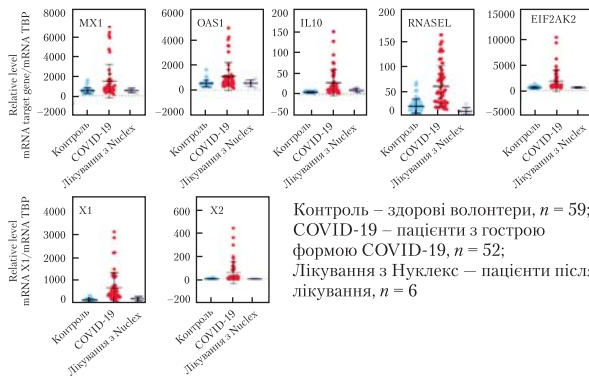 MX1
8000
6000
4000
2000
0
−2000
OAS1
6000
4000
2000
0
−2000
IL10
200
150
100
50
0
−50
RNASEL
200
150
100
50
0
EIF2AK2
15000
10000
5000
0
−5000
Relative level
mRNA target gene/mRNA TBP
Контроль
COVID-19
Лікування з Nuclex
Контроль
COVID-19
Лікування з Nuclex
Контроль
COVID-19
Лікування з Nuclex
Контроль
COVID-19
Лікування з Nuclex
Контроль
COVID-19
Лікування з Nuclex
X1
4000
3000
2000
1000
0
X2
600
400
200
0
−200
Relative level
mRNA X1/mRNA TBP
Контроль
COVID-19
Лікування з Nuclex
Контроль
COVID-19
Лікування з Nuclex
Контроль – здорові волонтери, n = 59;
COVID-19 – пацієнти з гострою
формою COVID-19, n = 52;
Лікування з Нуклекс — пацієнти після
лікування, n = 6